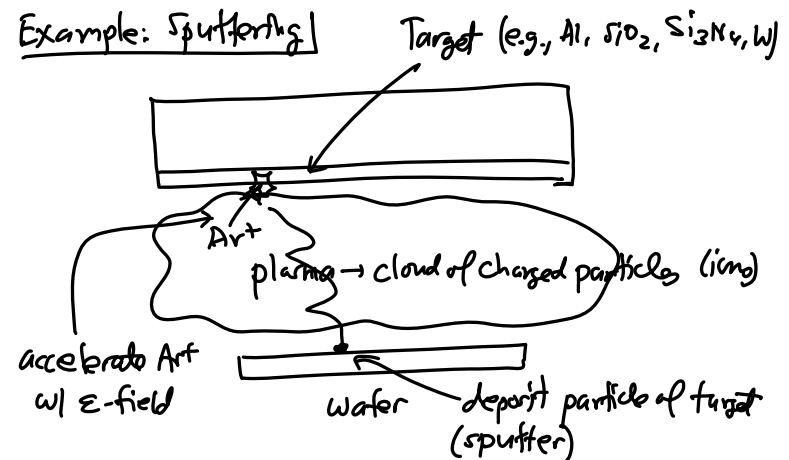 Example: Sputtering
Target (e.g., Al, SiO2, Si3N4, W)
Ar+
plasma → cloud of charged particles (ions)
accelerate Ar+
w/ ε-field
wafer
deposit particle of target
(sputter)